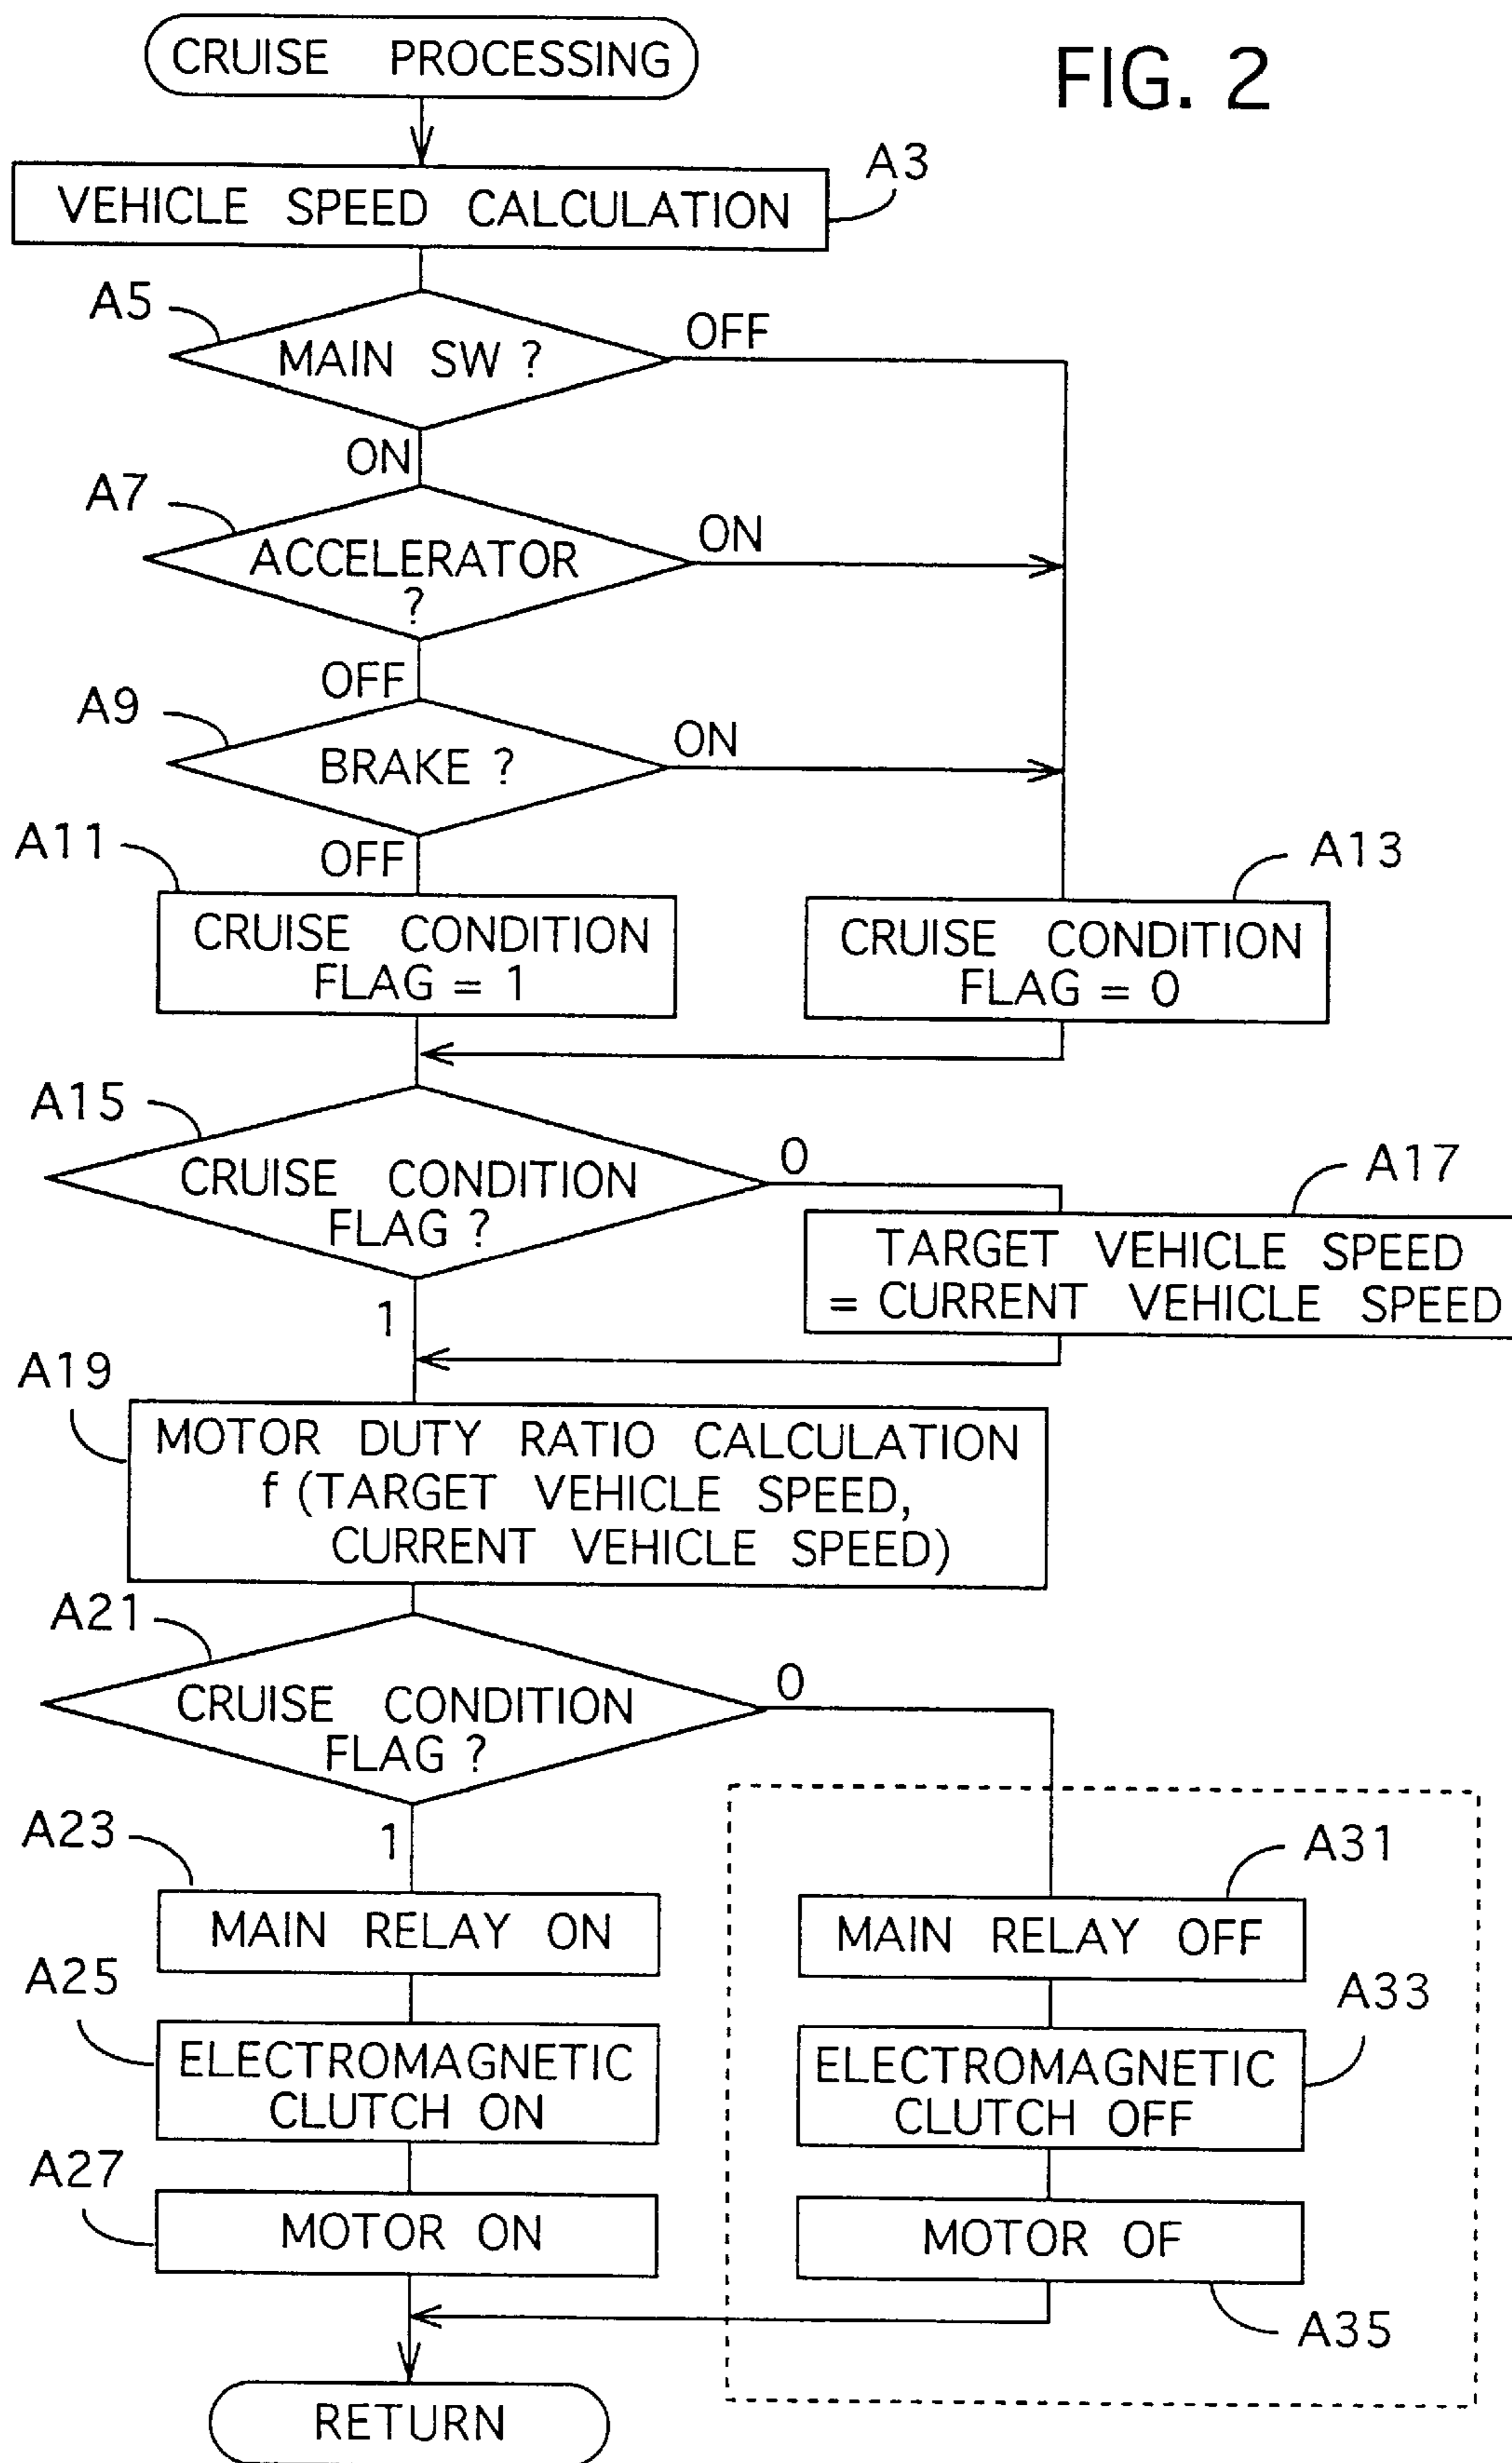 CRUISE PROCESSING
FIG. 2
A3
VEHICLE SPEED CALCULATION
A5
MAIN SW ?
OFF
ON
A7
ACCELERATOR
?
ON
OFF
A9
BRAKE ?
ON
OFF
A11
CRUISE CONDITION
FLAG = 1
A13
CRUISE CONDITION
FLAG = 0
A15
CRUISE CONDITION
FLAG ?
0
1
A17
TARGET VEHICLE SPEED
= CURRENT VEHICLE SPEED
A19
MOTOR DUTY RATIO CALCULATION
f (TARGET VEHICLE SPEED,
CURRENT VEHICLE SPEED)
A21
CRUISE CONDITION
FLAG ?
0
1
A23
MAIN RELAY ON
A25
ELECTROMAGNETIC
CLUTCH ON
A27
MOTOR ON
A31
MAIN RELAY OFF
A33
ELECTROMAGNETIC
CLUTCH OFF
MOTOR OF
A35
RETURN